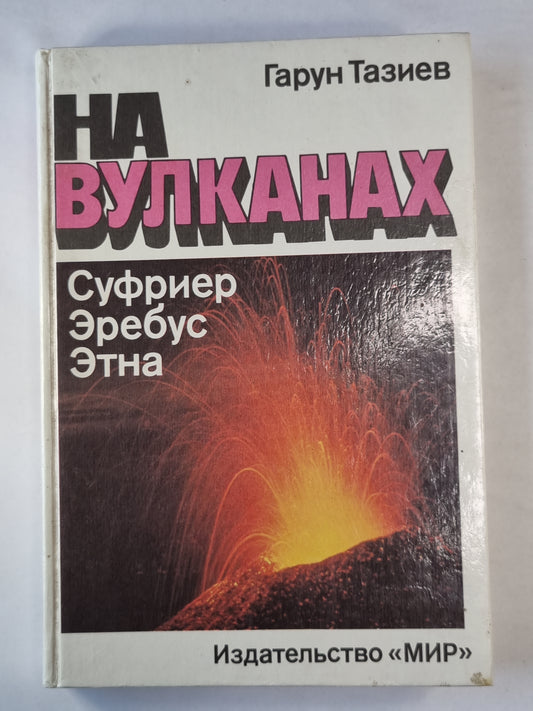 Гарун Тазиев
НА
ВУЛКАНАХ
Суфриер
Эребус
Этна
Издательство «МИР»